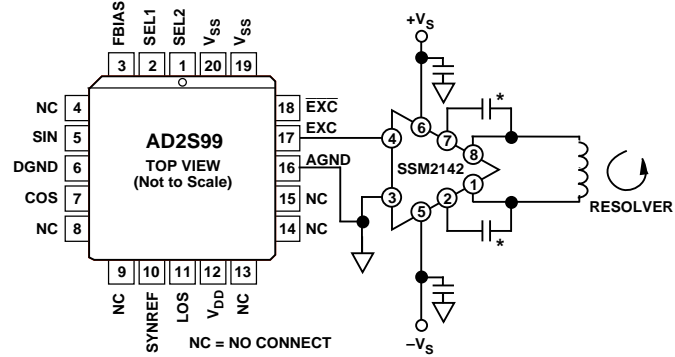 FBIAS SEL1 SEL2 VSS VSS
3 2 1 20 19
NC 4
SIN 5
DGND 6
COS 7
NC 8
AD2S99
TOP VIEW
(Not to Scale)
18 EXC
17 EXC
16 AGND
15 NC
14 NC
9 10 11 12 13
NC SYNREF LOS VDD NC
NC = NO CONNECT
+VS
6 7 *
4 8
SSM2142
3 1
5 2 *
–VS
RESOLVER